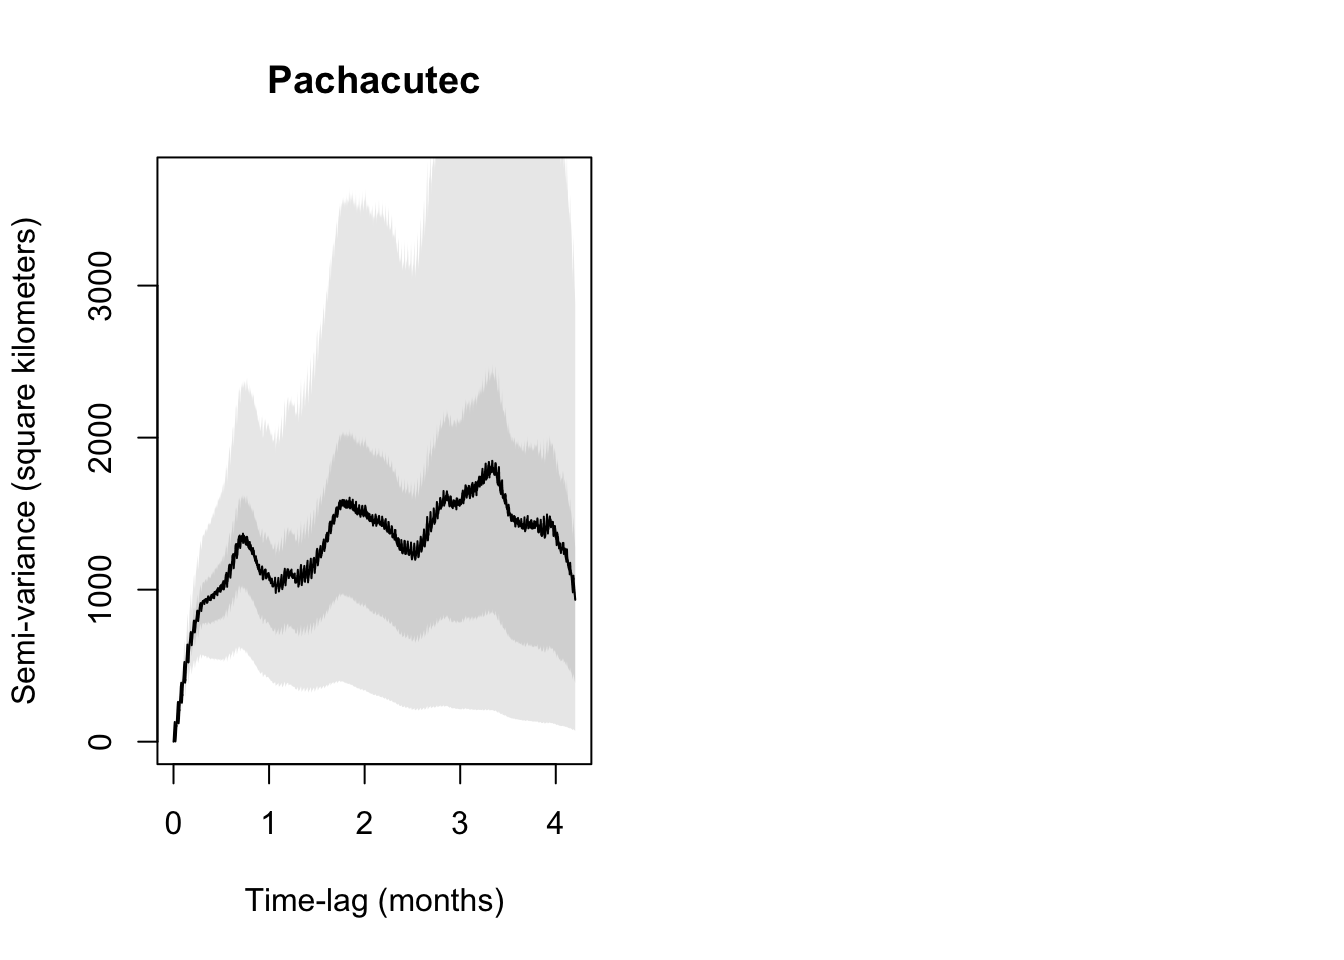 Pachacutec
Semi-variance (square kilometers)
3000
2000
1000
0
0 1 2 3 4
Time-lag (months)